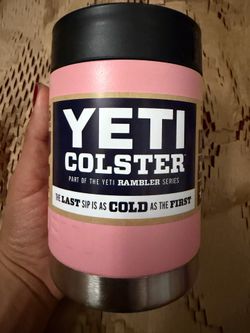 YETI
COLSTER
PART OF THE YETI RAMBLER SERIES
THE LAST SIP IS AS COLD AS THE FIRST